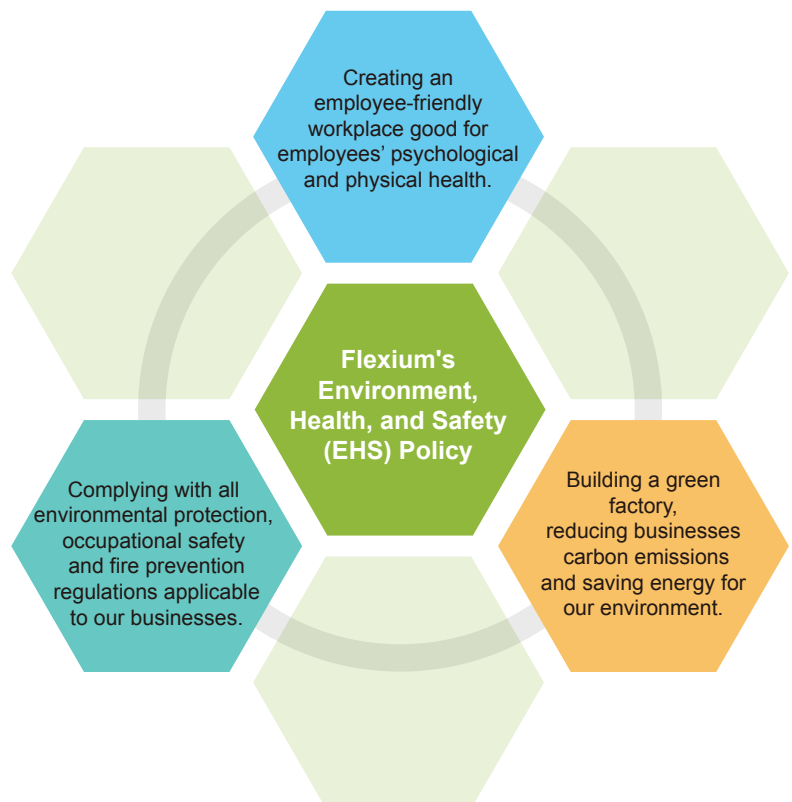 Creating an
employee-friendly
workplace good for
employees’ psychological
and physical health.
Flexium's
Environment,
Health, and Safety
(EHS) Policy
Complying with all
environmental protection,
occupational safety
and fire prevention
regulations applicable
to our businesses.
Building a green
factory,
reducing businesses
carbon emissions
and saving energy for
our environment.